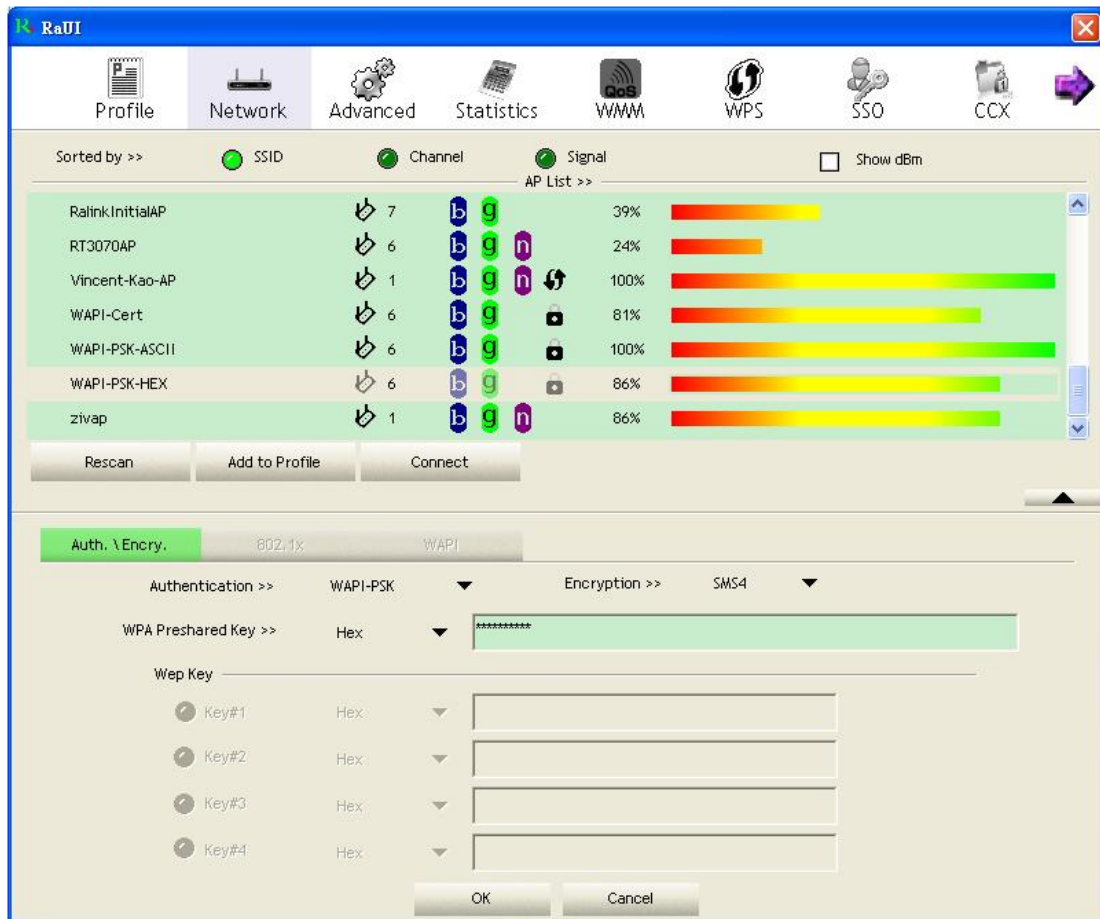 RaUI
Profile Network Advanced Statistics WMM WPS SSO CCX
QoS
Sorted by >> SSID Channel Signal Show dBm
AP List >>
RalinkInitialAP 7 b g 39%
RT3070AP 6 b g n 24%
Vincent-Kao-AP 1 b g n 100%
WAPI-Cert 6 b g 81%
WAPI-PSK-ASCII 6 b g 100%
WAPI-PSK-HEX 6 b g 86%
zivap 1 b g n 86%
Rescan Add to Profile Connect
Auth. \ Encry. 802.1x WAPI
Authentication >> WAPI-PSK Encryption >> SMS4
WPA Preshared Key >> Hex **********
Wep Key
Key#1 Hex
Key#2 Hex
Key#3 Hex
Key#4 Hex
OK Cancel